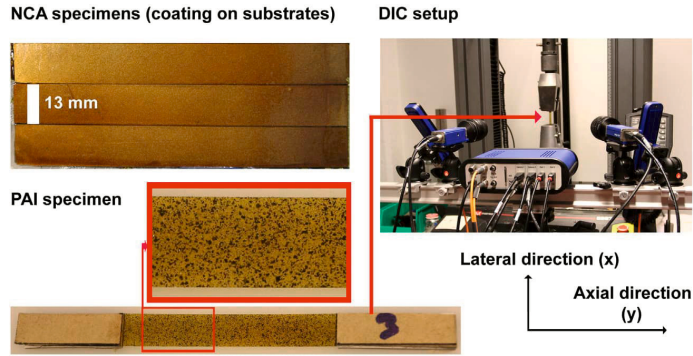 NCA specimens (coating on substrates)
DIC setup
13 mm
PAI specimen
Lateral direction (x)
Axial direction
(y)
3